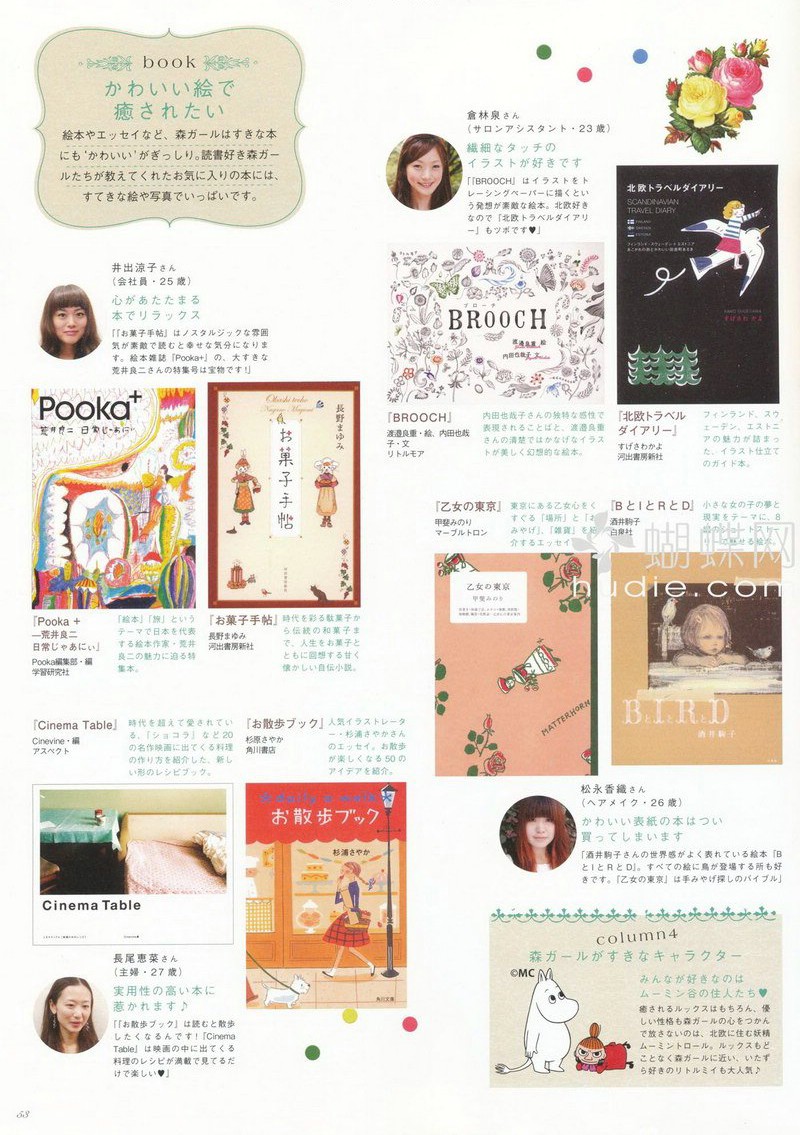 book
かわいい絵で
癒されたい
絵本やエッセイなど、森ガールはすきな本
にも'かわいい'がぎっしり。読書好き森ガー
ルたちが教えてくれたお気に入りの本には、
すてきな絵や写真でいっぱいです。
倉林泉さん
(サロンアシスタント・23歳)
繊細なタッチの
イラストが好きです
「『BROOCH』はイラストをト
レーシングペーパーに描くとい
う発想が素敵な絵本。北欧好き
なので『北欧トラベルダイアリ
ー』もツボです♥」
北欧トラベルダイアリー
SCANDINAVIAN
TRAVEL DIARY
井出涼子さん
(会社員・25歳)
心があたたまる
本でリラックス
「『お菓子手帖』はノスタルジックな雰囲
気が素敵で読むと幸せな気分になりま
す。絵本雑誌『Pooka+』の、大すきな
荒井良二さんの特集号は宝物です!」
ブローチ
BROOCH
渡邉良重 絵
内田也哉子 文
『BROOCH』
渡邉良重・絵、内田也哉
子・文
リトルモア
内田也哉子さんの独特な感性で
表現されることばと、渡邉良重
さんの清楚ではかなげなイラス
トが美しく幻想的な絵本。
『北欧トラベル
ダイアリー』
すげさわかよ
河出書房新社
フィンランド、スウ
ェーデン、エストニ
アの魅力が詰まっ
た、イラスト仕立て
のガイド本。
Pooka+
荒井良二 日常じゃあにぃ
Okashi techo
Nagano Mayumi
長野まゆみ
お菓子手帖
『Pooka +
―荒井良二
日常じゃあにぃ』
Pooka編集部・編
学習研究社
「絵本」「旅」という
テーマで日本を代表
する絵本作家・荒井
良二の魅力に迫る特
集本。
『お菓子手帖』
長野まゆみ
河出書房新社
時代を彩る駄菓子か
ら伝統の和菓子ま
で、人生をお菓子と
ともに回想する甘く
懐かしい自伝小説。
『乙女の東京』
甲斐みのり
マーブルトロン
東京にある乙女心をく
すぐる「場所」と「お
みやげ」、「雑貨」を紹
介するエッセイ
『BとIとRとD』
酒井駒子
白泉社
小さな女の子の夢と
現実をテーマに、8
蝴蝶网
hudie.com
乙女の東京
甲斐みのり
MATTERHORN
BとIとRとD
酒井駒子
『Cinema Table』
Cinevine・編
アスペクト
時代を超えて愛されてい
る、「ショコラ」など20
の名作映画に出てくる料理
の作り方を紹介した、新し
い形のレシピブック。
『お散歩ブック』
杉原さやか
角川書店
人気イラストレータ
ー・杉浦さやかさん
のエッセイ。お散歩
が楽しくなる50の
アイデアを紹介。
Cinema Table
a daily a walk
お散歩ブック
杉浦さやか
角川文庫
松永香織さん
(ヘアメイク・26歳)
かわいい表紙の本はつい
買ってしまいます
「酒井駒子さんの世界感がよく表れている絵本『B
とIとRとD』。すべての絵に鳥が登場する所も好
きです。『乙女の東京』は手みやげ探しのバイブル」
長尾恵菜さん
(主婦・27歳)
実用性の高い本に
惹かれます♪
「『お散歩ブック』は読むと散歩
したくなるんです!『Cinema
Table』は映画の中に出てくる
料理のレシピが満載で見てるだ
けで楽しい♥」
column4
森ガールがすきなキャラクター
©MC
みんなが好きなのは
ムーミン谷の住人たち♥
癒されるルックスはもちろん、優
しい性格も森ガールの心をつかん
で放さないのは、北欧に住む妖精
ムーミントロール。ルックスもど
ことなく森ガールに近い、いたず
ら好きのリトルミイも大人気♪
53